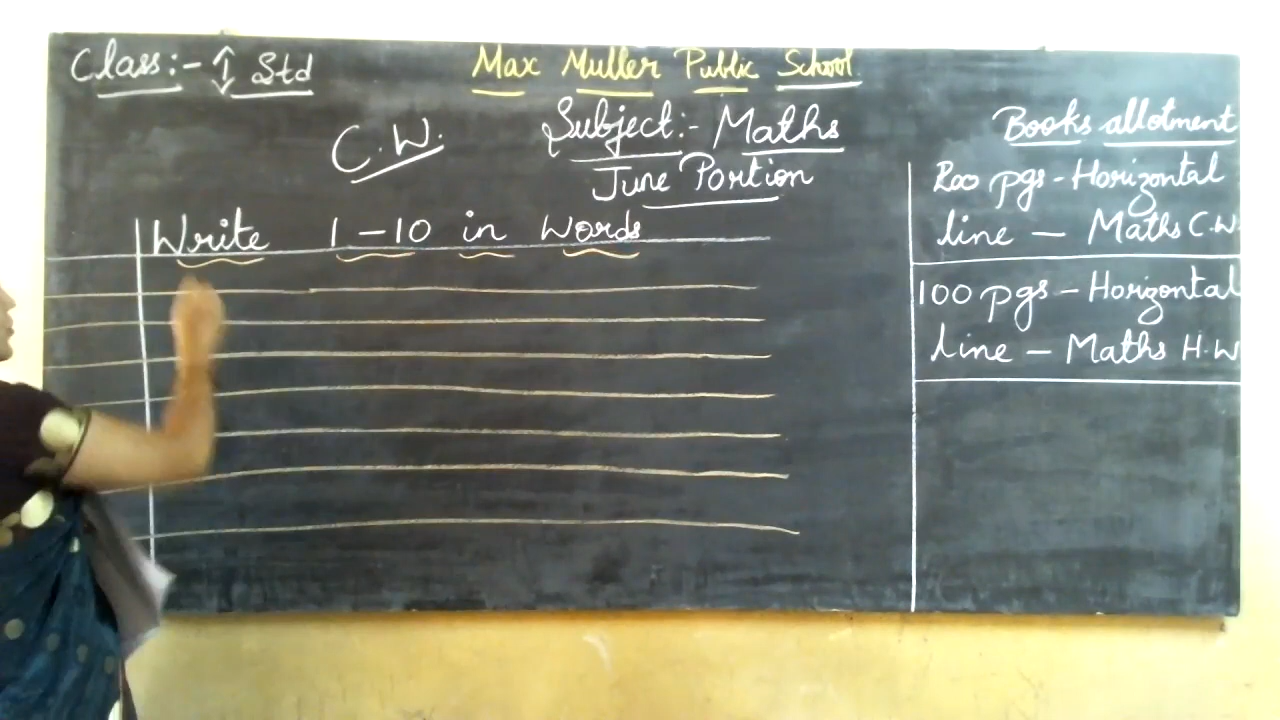 Class:- I Std
Max Muller Public School
C.W.
Subject:- Maths
June Portion
Write 1-10 in Words
Books allotment
200 pgs - Horizontal
line - Maths C.W.
100 pgs - Horizontal
line - Maths H.W